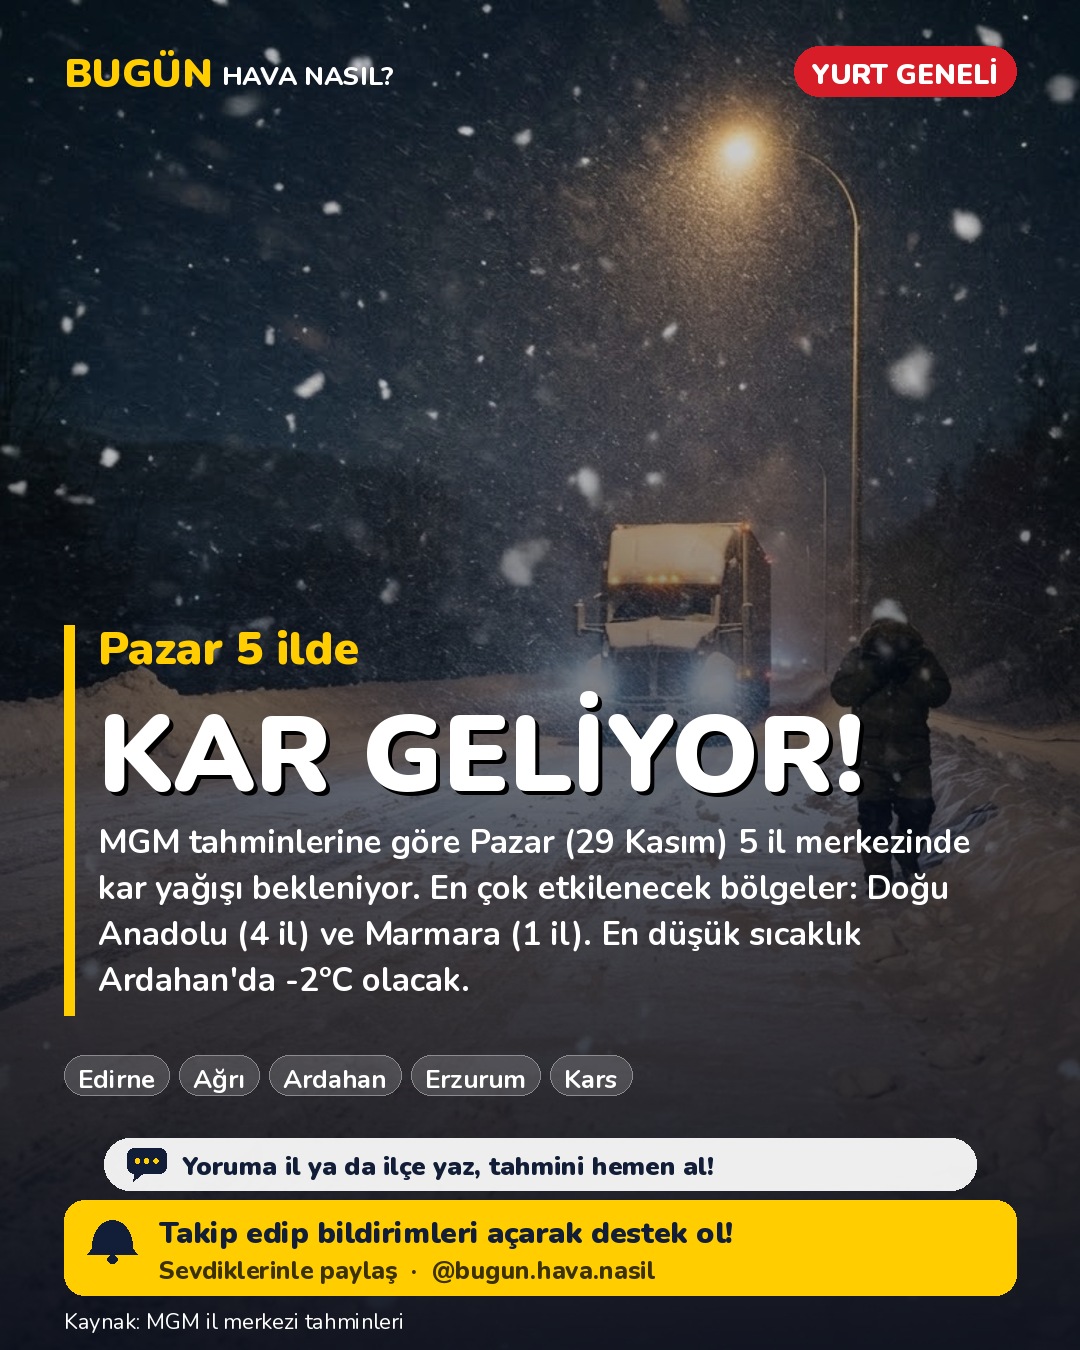 BUGÜN HAVA NASIL?
YURT GENELİ
Pazar 5 ilde
KAR GELİYOR!
MGM tahminlerine göre Pazar (29 Kasım) 5 il merkezinde
kar yağışı bekleniyor. En çok etkilenecek bölgeler: Doğu
Anadolu (4 il) ve Marmara (1 il). En düşük sıcaklık
Ardahan'da -2°C olacak.
Edirne Ağrı Ardahan Erzurum Kars
Yoruma il ya da ilçe yaz, tahmini hemen al!
Takip edip bildirimleri açarak destek ol!
Sevdiklerinle paylaş · @bugun.hava.nasil
Kaynak: MGM il merkezi tahminleri